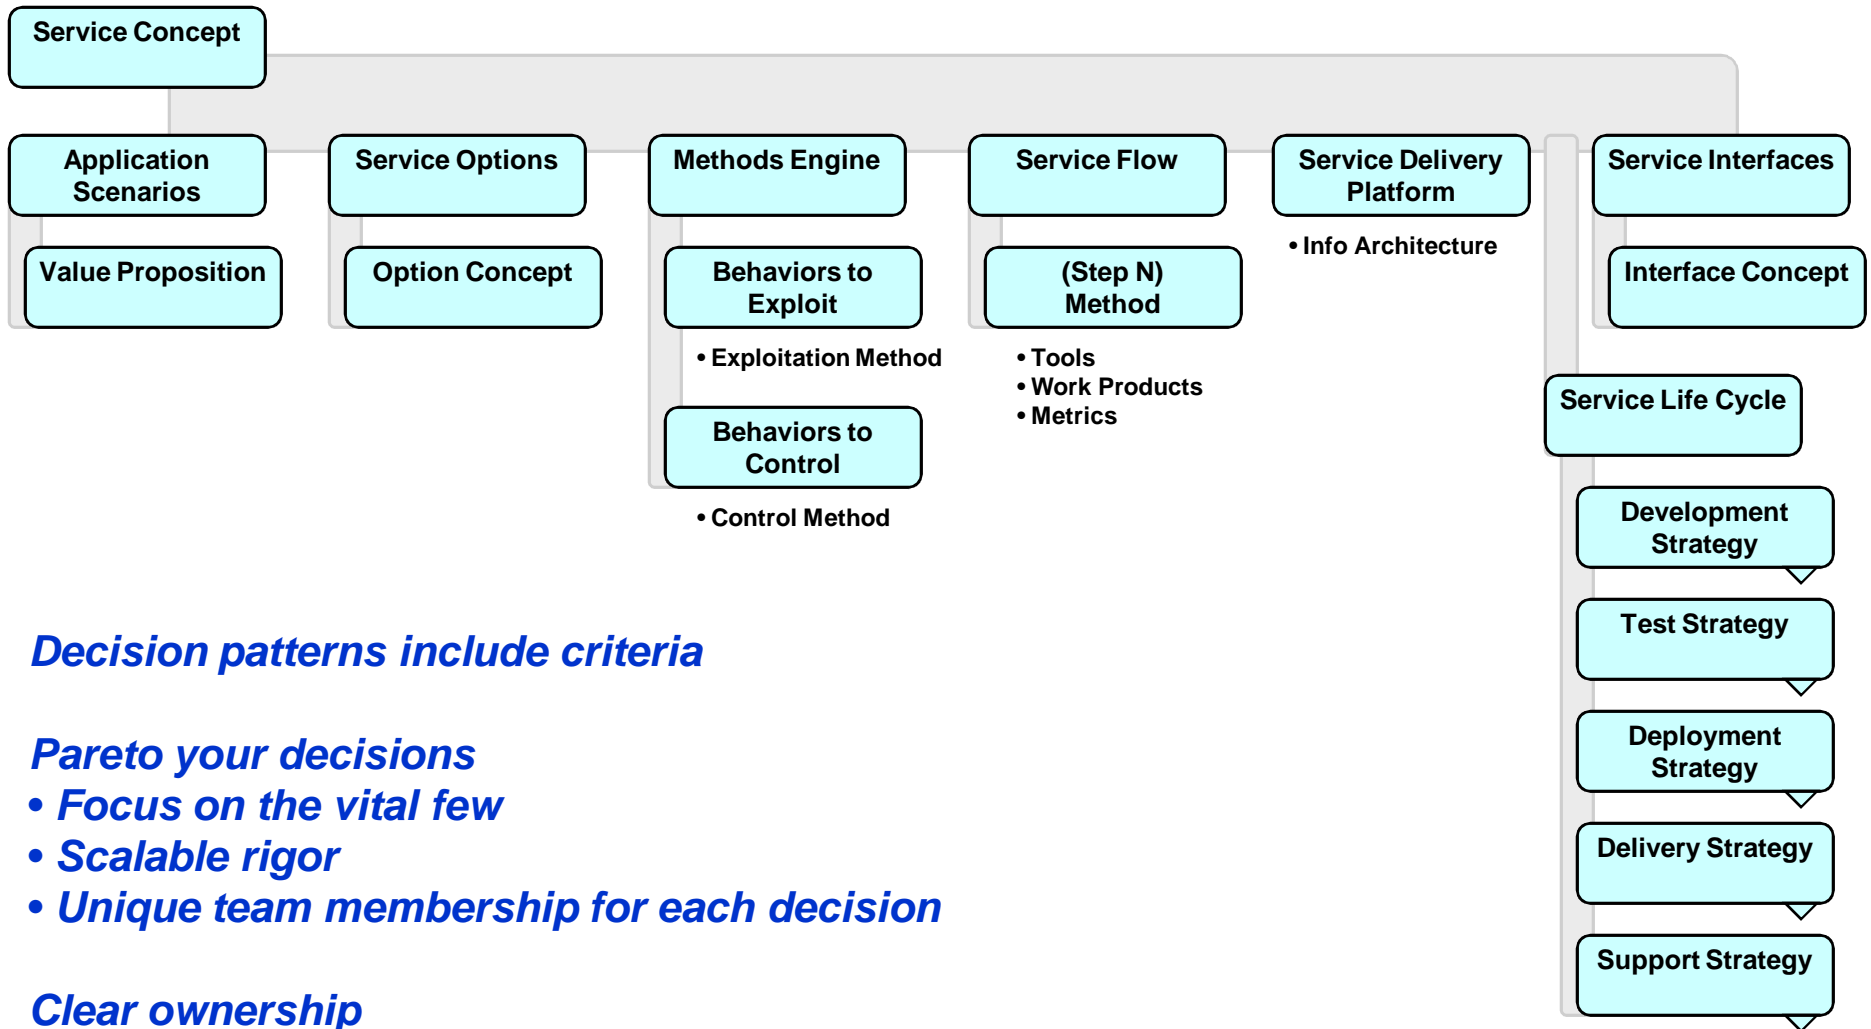 Service Concept
Application
Scenarios
Value Proposition
Service Options
Option Concept
Methods Engine
Behaviors to
Exploit
• Exploitation Method
Behaviors to
Control
• Control Method
Service Flow
(Step N)
Method
• Tools
• Work Products
• Metrics
Service Delivery
Platform
• Info Architecture
Service Interfaces
Interface Concept
Service Life Cycle
Development
Strategy
Test Strategy
Deployment
Strategy
Delivery Strategy
Support Strategy
Decision patterns include criteria
Pareto your decisions
• Focus on the vital few
• Scalable rigor
• Unique team membership for each decision
Clear ownership